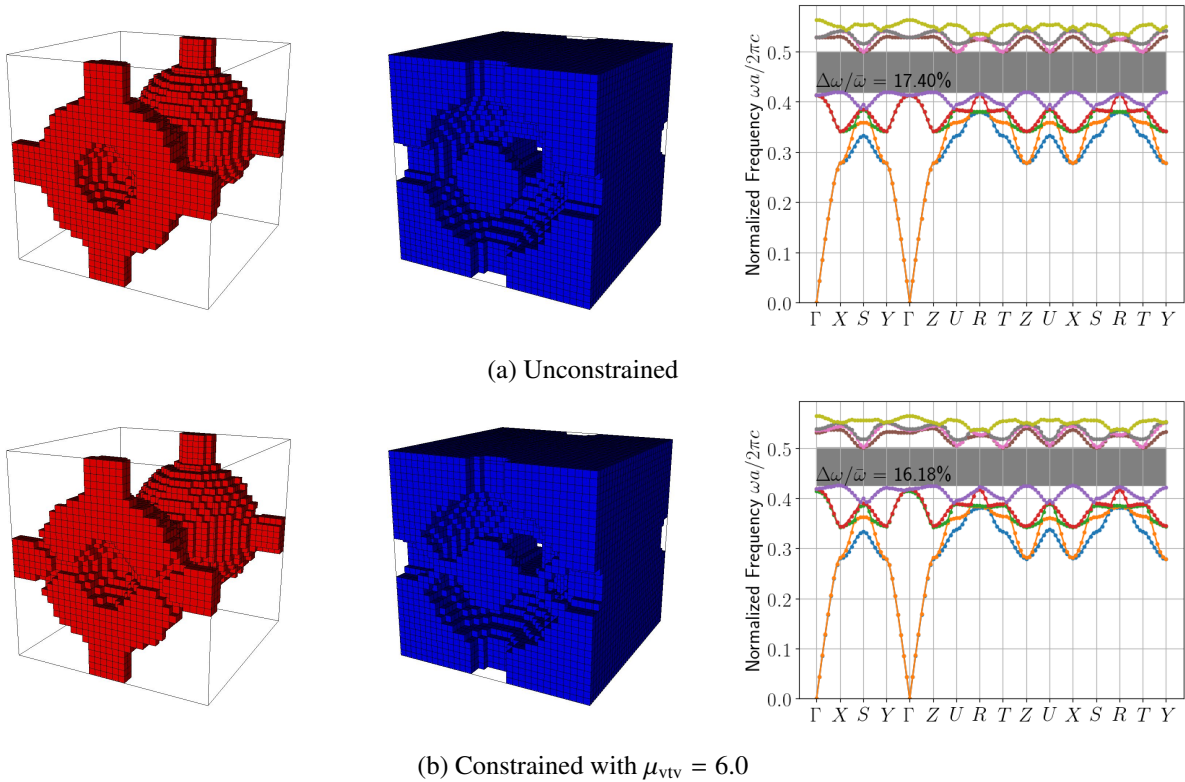 Normalized Frequency ωa/2πc
0.5
0.4
0.3
0.2
0.1
0.0
Δω/ω̄ = 17.40%
Γ X S Y Γ Z U R T Z U X S R T Y
(a) Unconstrained
Normalized Frequency ωa/2πc
0.5
0.4
0.3
0.2
0.1
0.0
Δω/ω̄ = 16.18%
Γ X S Y Γ Z U R T Z U X S R T Y
(b) Constrained with μvtv = 6.0